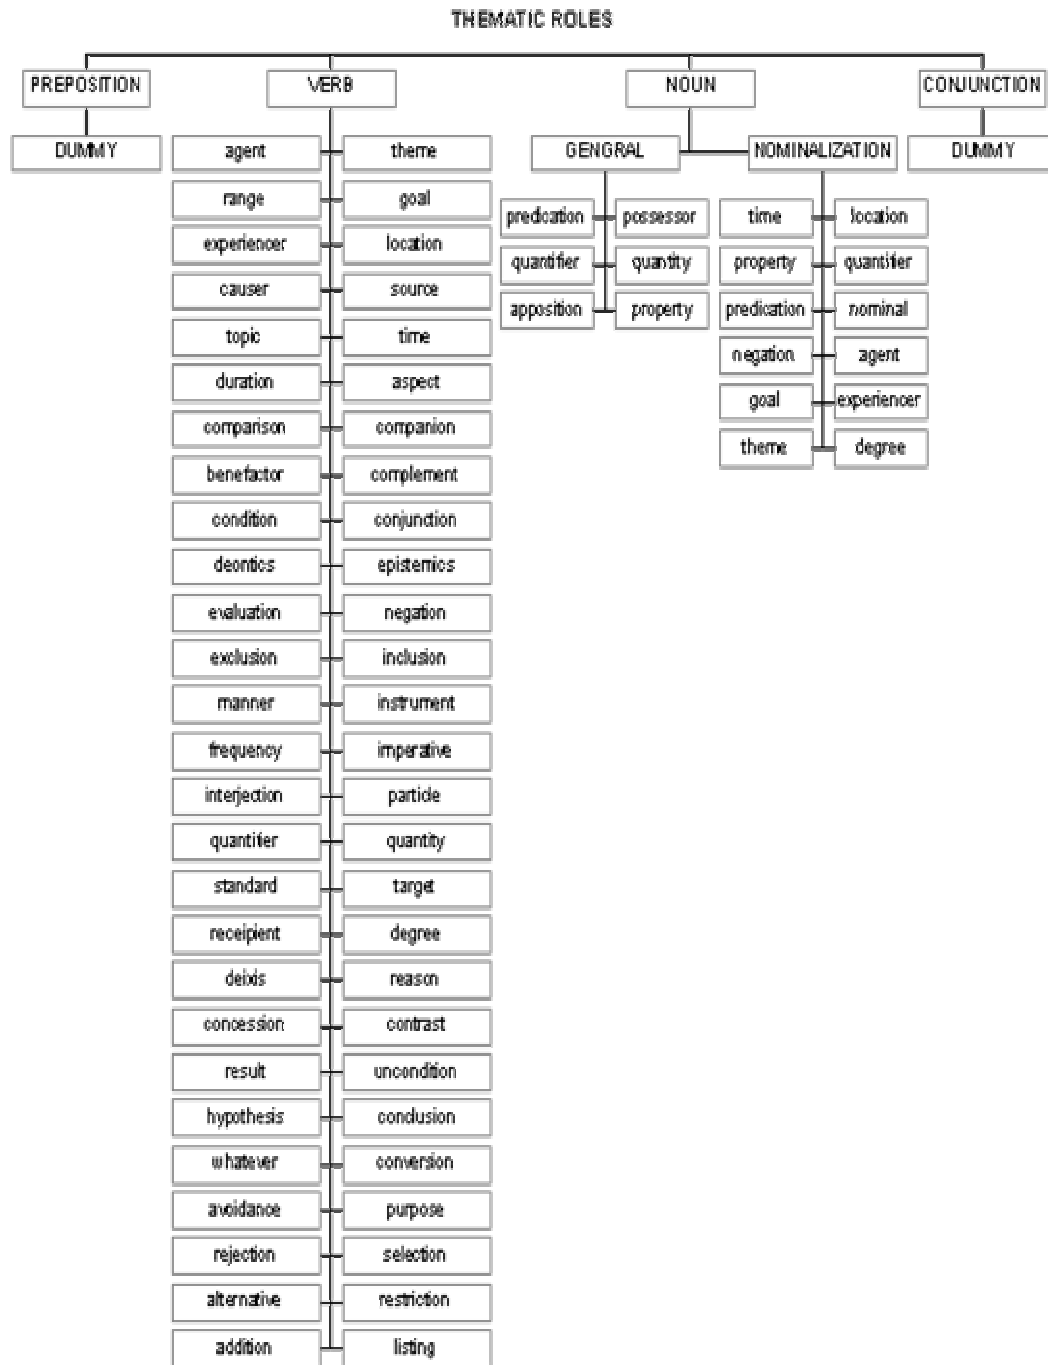 THEMATIC ROLES
PREPOSITION VERB NOUN CONJUNCTION
DUMMY agent theme GENGRAL NOMINALIZATION DUMMY
range goal predication possessor time location
experiencer location quantifier quantity property quantifier
causer source apposition property predication nominal
topic time negation agent
duration aspect goal experiencer
comparison companion theme degree
benefactor complement
condition conjunction
deontics epistemics
evaluation negation
exclusion inclusion
manner instrument
frequency imperative
interjection particle
quantifier quantity
standard target
receipient degree
deixis reason
concession contrast
result uncondition
hypothesis conclusion
whatever conversion
avoidance purpose
rejection selection
alternative restriction
addition listing